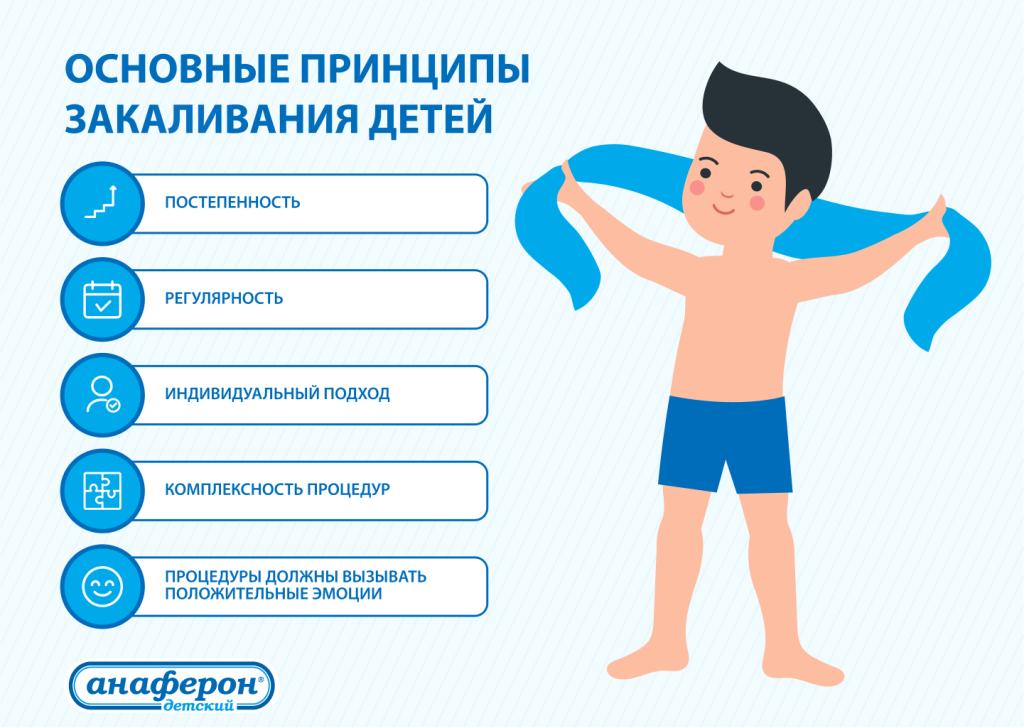 ОСНОВНЫЕ ПРИНЦИПЫ
ЗАКАЛИВАНИЯ ДЕТЕЙ
ПОСТЕПЕННОСТЬ
РЕГУЛЯРНОСТЬ
ИНДИВИДУАЛЬНЫЙ ПОДХОД
КОМПЛЕКСНОСТЬ ПРОЦЕДУР
ПРОЦЕДУРЫ ДОЛЖНЫ ВЫЗЫВАТЬ
ПОЛОЖИТЕЛЬНЫЕ ЭМОЦИИ
анаферон®
детский